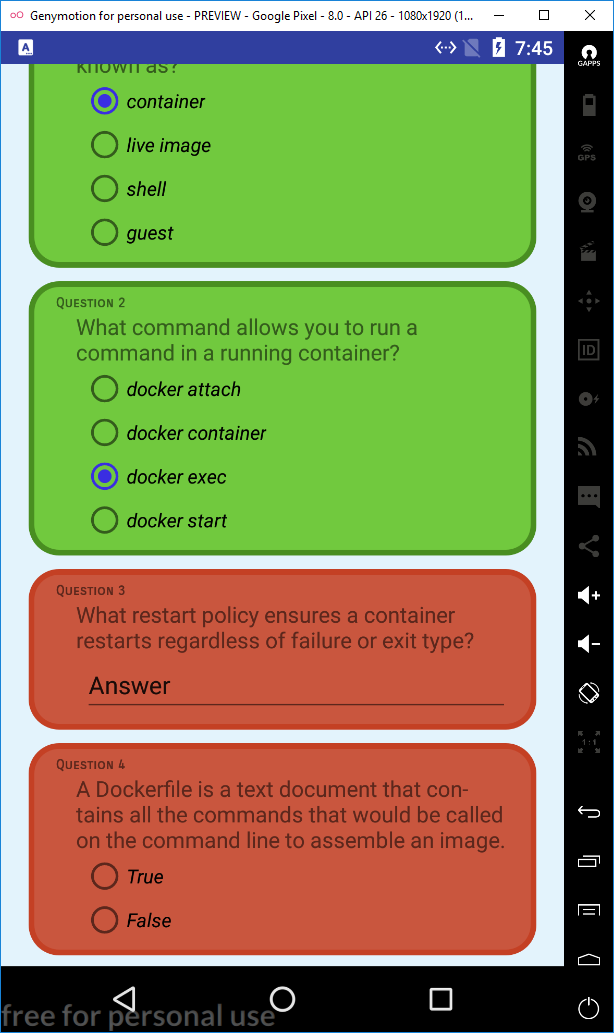 Genymotion for personal use - PREVIEW - Google Pixel - 8.0 - API 26 - 1080x1920 (1...
A
7:45
GAPPS
known as?
container
live image
GPS
shell
guest
QUESTION 2
What command allows you to run a
command in a running container?
ID
docker attach
docker container
docker exec
docker start
QUESTION 3
What restart policy ensures a container
restarts regardless of failure or exit type?
Answer
1:1
QUESTION 4
A Dockerfile is a text document that con-
tains all the commands that would be called
on the command line to assemble an image.
True
False
free for personal use